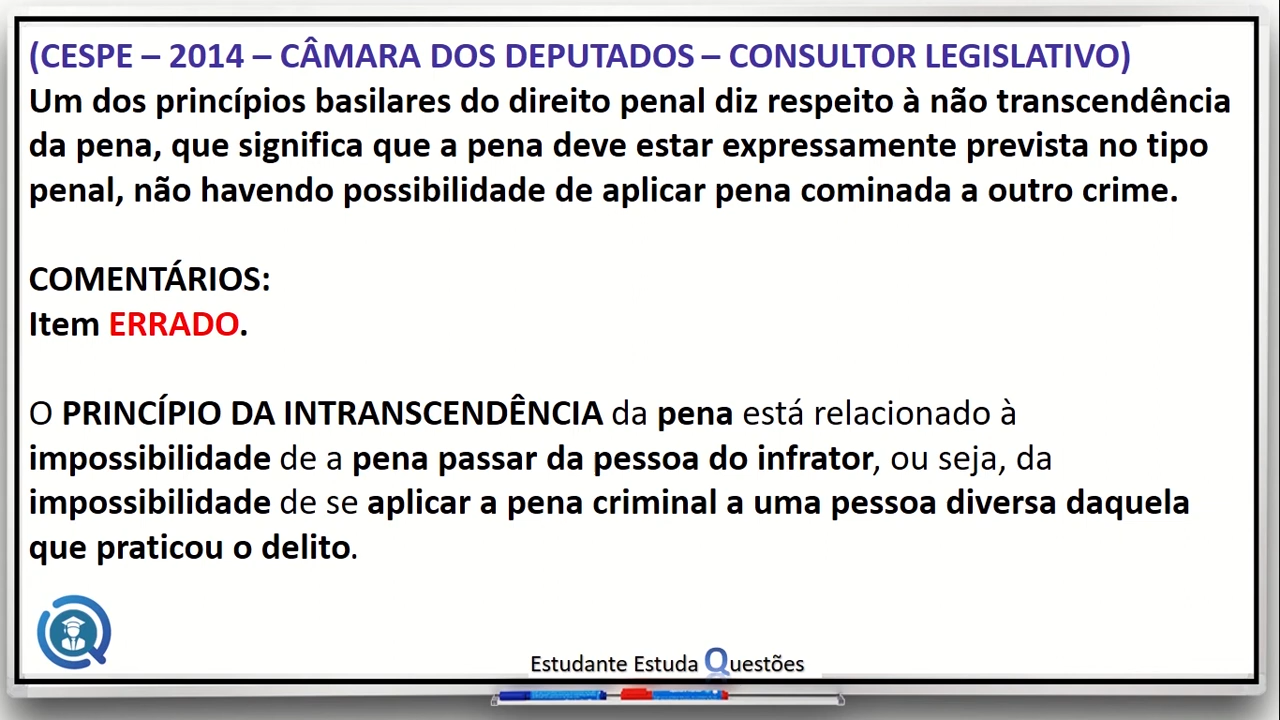 (CESPE – 2014 – CÂMARA DOS DEPUTADOS – CONSULTOR LEGISLATIVO)
Um dos princípios basilares do direito penal diz respeito à não transcendência
da pena, que significa que a pena deve estar expressamente prevista no tipo
penal, não havendo possibilidade de aplicar pena cominada a outro crime.
COMENTÁRIOS:
Item ERRADO.
O PRINCÍPIO DA INTRANSCENDÊNCIA da pena está relacionado à
impossibilidade de a pena passar da pessoa do infrator, ou seja, da
impossibilidade de se aplicar a pena criminal a uma pessoa diversa daquela
que praticou o delito.
Estudante Estuda Questões